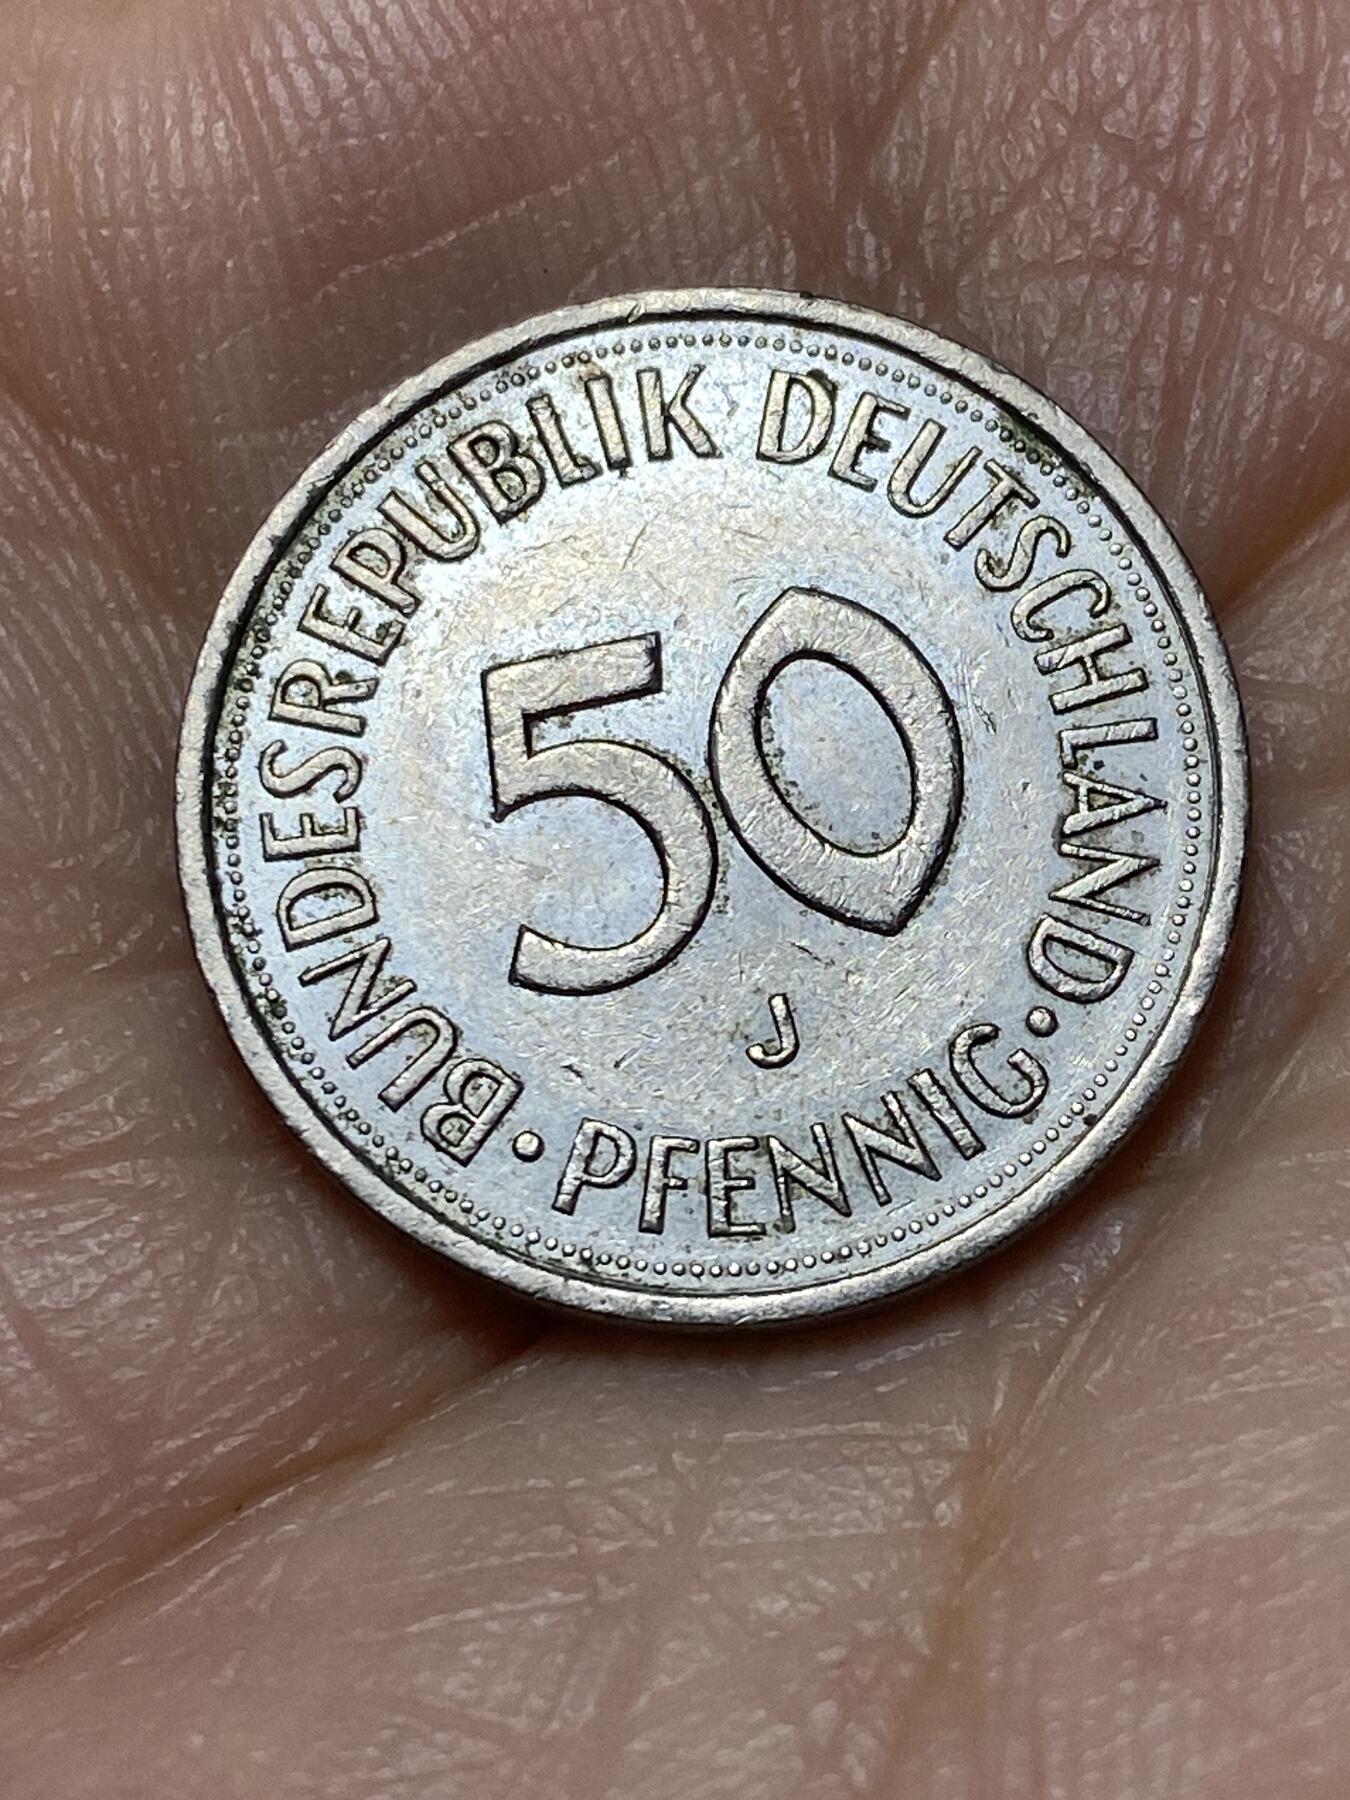 BUNDESREPUBLIK DEUTSCHLAND
50
J
• PFENNIG •